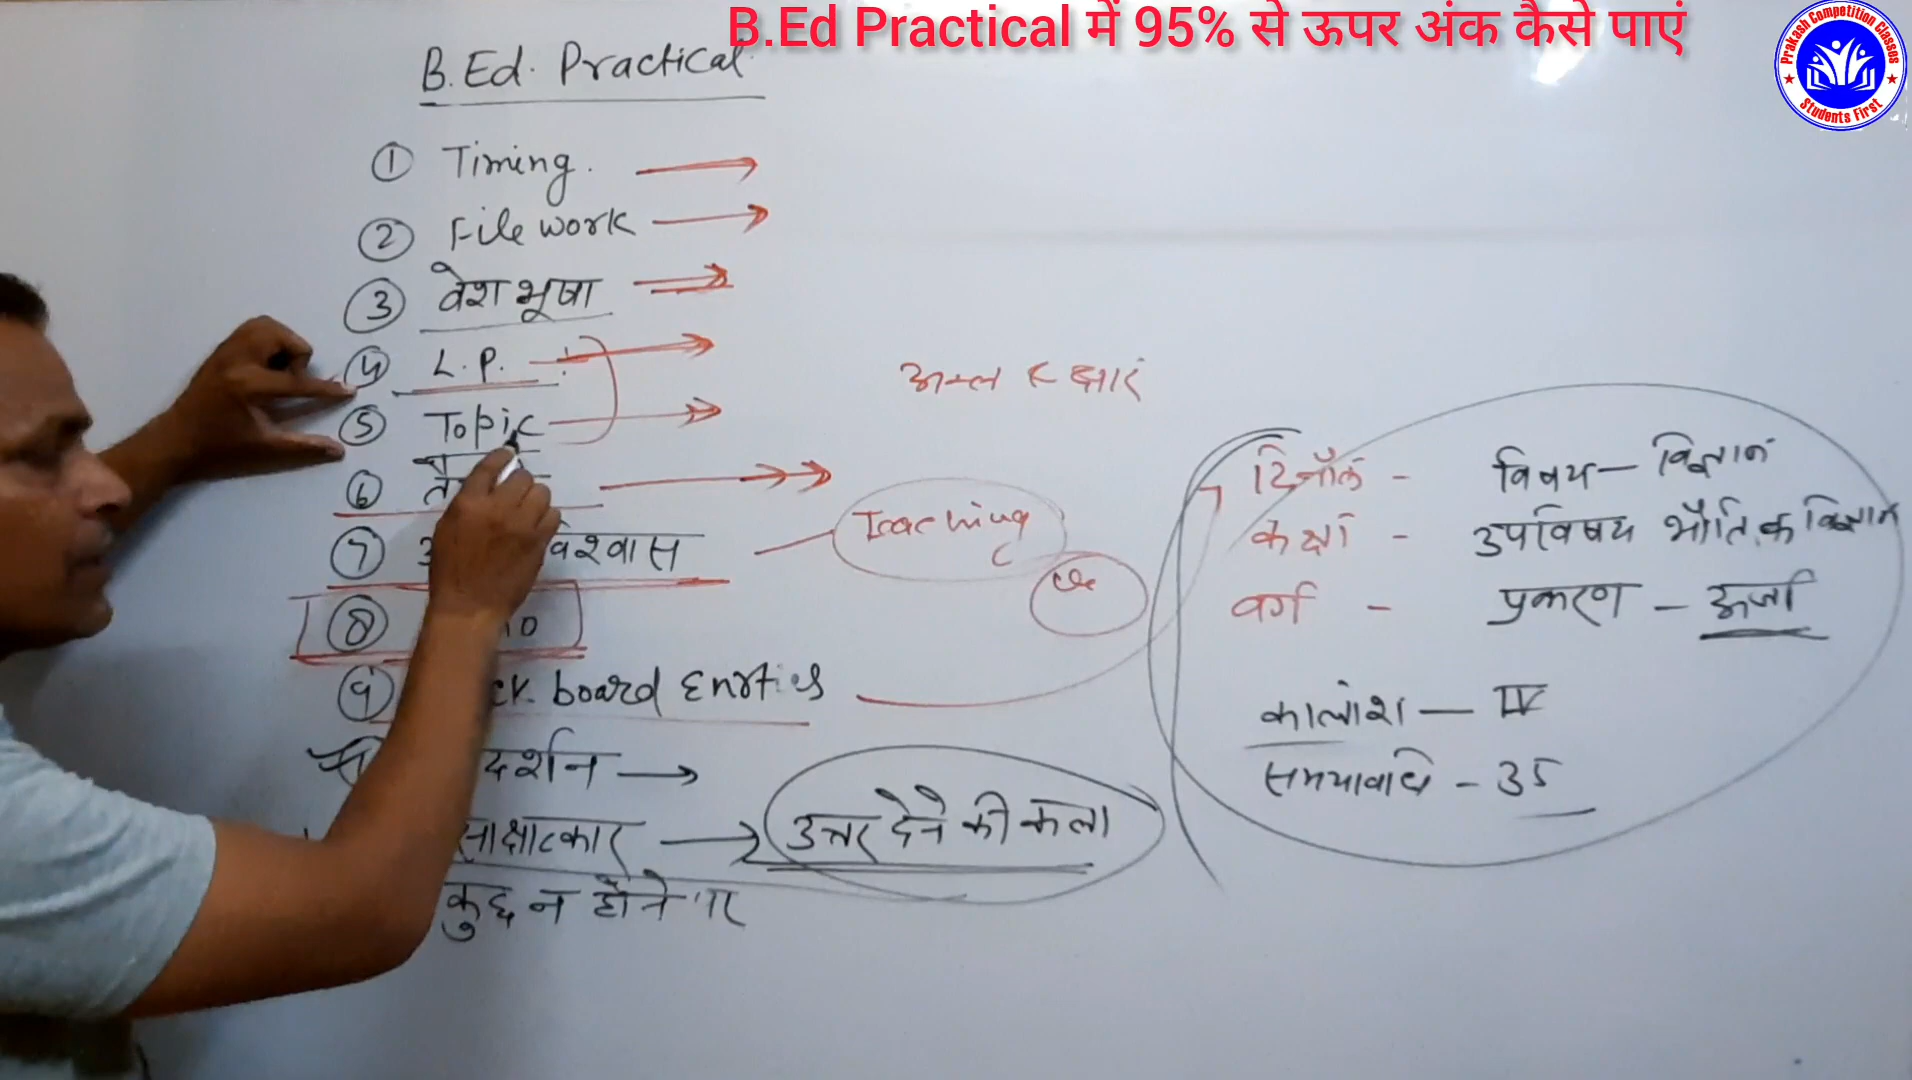 B.Ed Practical में 95% से ऊपर अंक कैसे पाएं
Prakash Competition Classes
Students First
B.Ed. Practical
① Timing.
② File work
③ वेशभूषा
④ L.P.
⑤ Topic
⑥
⑦ विश्वास
⑧
⑨ board Enrties
दर्शन →
साक्षात्कार → उत्तर देने की कला
कुछ न होने पर
अम्ल क्षार
Teaching
दिनाँक -
कक्षा -
वर्ग -
विषय - विज्ञान
उपविषय भौतिक विज्ञान
प्रकरण - ऊर्जा
कालांश - IV
समयावधि - 35